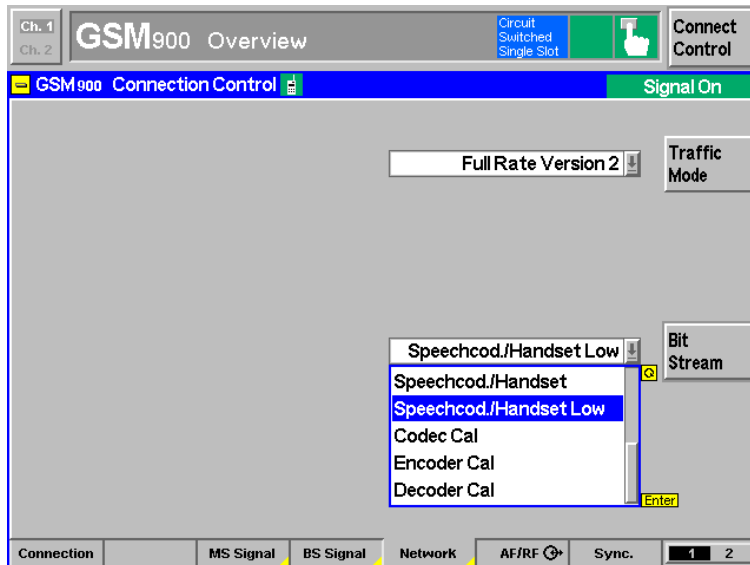 Ch. 1
Ch. 2
GSM900 Overview
Circuit
Switched
Single Slot
Connect
Control
GSM900 Connection Control
Signal On
Full Rate Version 2
Traffic
Mode
Speechcod./Handset Low
Bit
Stream
Q
Speechcod./Handset
Speechcod./Handset Low
Codec Cal
Encoder Cal
Decoder Cal
Enter
Connection
MS Signal
BS Signal
Network
AF/RF
Sync.
1 2